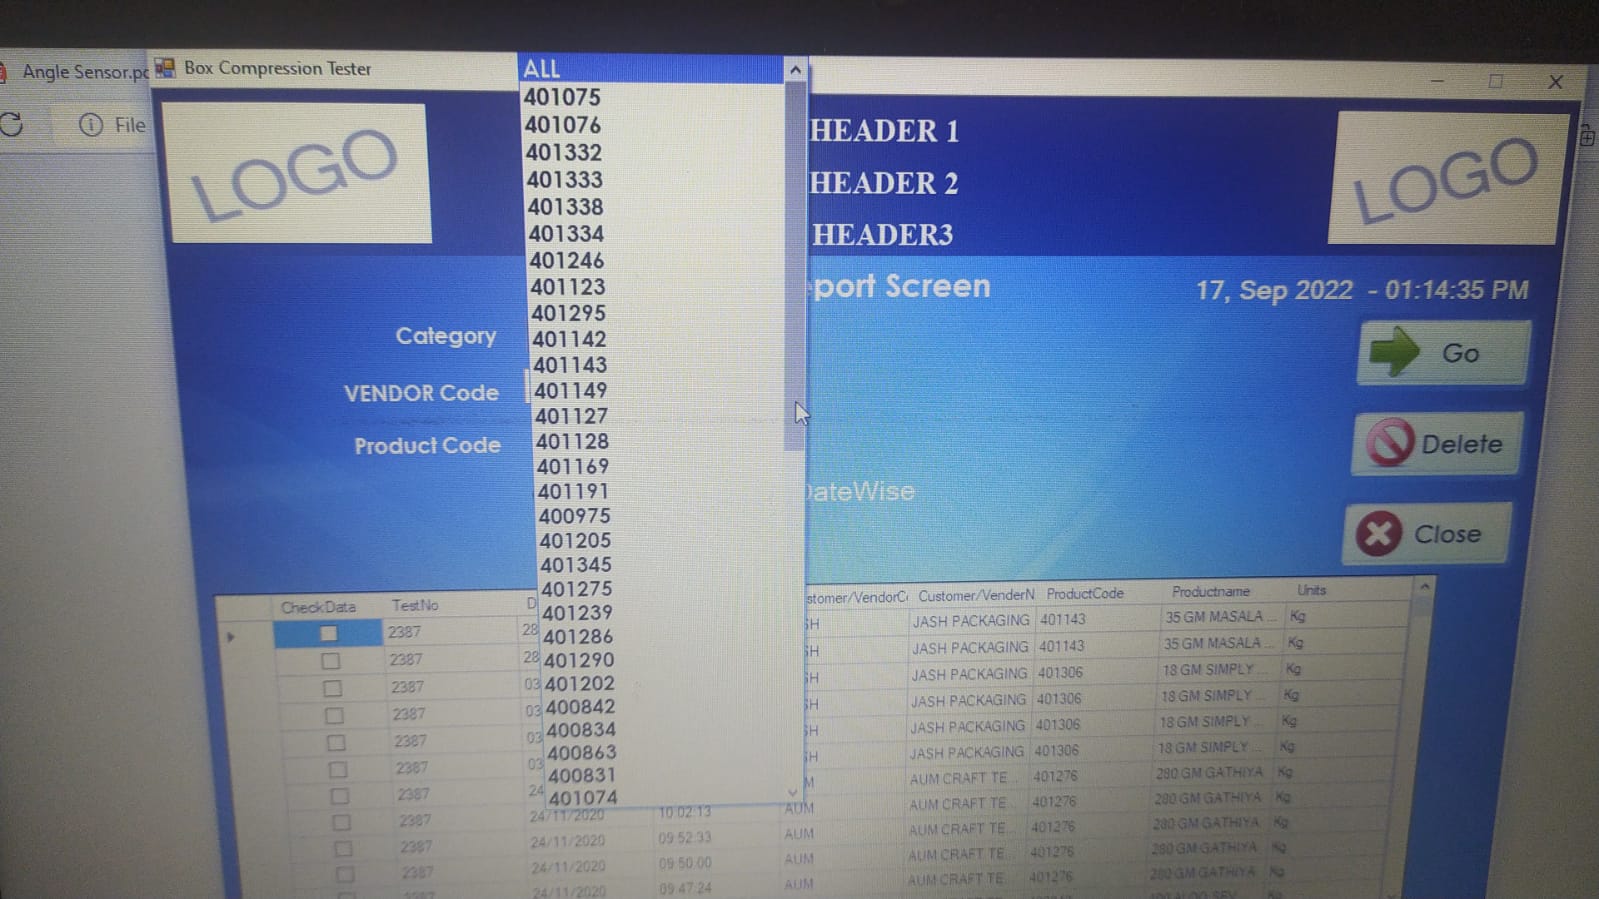 Angle Sensor.pd
Box Compression Tester
File
LOGO
HEADER 1
HEADER 2
HEADER3
LOGO
port Screen
17, Sep 2022 - 01:14:35 PM
Category
VENDOR Code
Product Code
ALL
401075
401076
401332
401333
401338
401334
401246
401123
401295
401142
401143
401149
401127
401128
401169
401191
400975
401205
401345
401275
401239
401286
401290
401202
400842
400834
400863
400831
401074
DateWise
Go
Delete
Close
CheckData TestNo D stomer/VendorC Customer/VenderN ProductCode Productname Units
2387 28 SH JASH PACKAGING 401143 35 GM MASALA ... Kg
2387 28 SH JASH PACKAGING 401143 35 GM MASALA ... Kg
2387 03 SH JASH PACKAGING 401306 18 GM SIMPLY ... Kg
2387 03 SH JASH PACKAGING 401306 18 GM SIMPLY ... Kg
2387 03 SH JASH PACKAGING 401306 18 GM SIMPLY ... Kg
2387 03 SH JASH PACKAGING 401306 18 GM SIMPLY ... Kg
2387 24 M AUM CRAFT TE... 401276 280 GM GATHIYA Kg
2387 24/11/2020 10:02:13 AUM AUM CRAFT TE... 401276 280 GM GATHIYA Kg
2387 24/11/2020 09:52:33 AUM AUM CRAFT TE... 401276 280 GM GATHIYA Kg
2387 24/11/2020 09:50:00 AUM AUM CRAFT TE... 401276 280 GM GATHIYA Kg
2387 24/11/2020 09:47:24 AUM AUM CRAFT TE... 401276 280 GM GATHIYA Kg